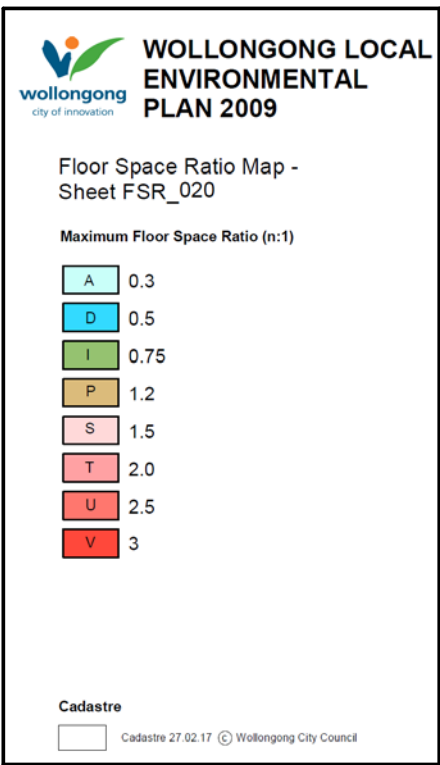 wollongong
city of innovation
WOLLONGONG LOCAL
ENVIRONMENTAL
PLAN 2009
Floor Space Ratio Map -
Sheet FSR_020
Maximum Floor Space Ratio (n:1)
A 0.3
D 0.5
I 0.75
P 1.2
S 1.5
T 2.0
U 2.5
V 3
Cadastre
Cadastre 27.02.17 © Wollongong City Council